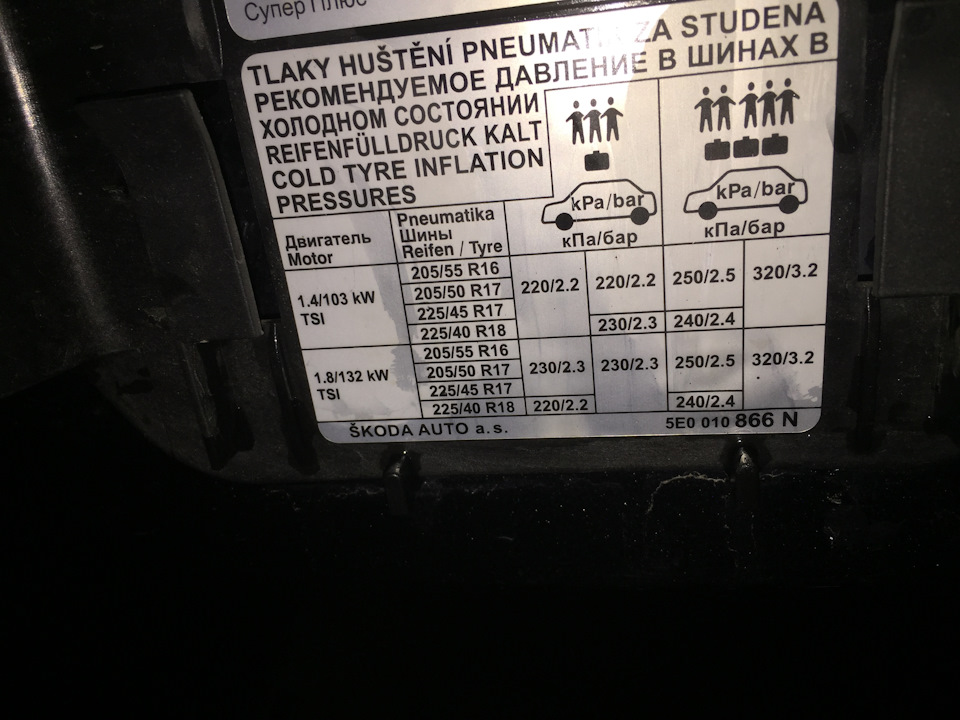 Супер Плюс
TLAKY HUŠTĚNÍ PNEUMATIK ZA STUDENA
РЕКОМЕНДУЕМОЕ ДАВЛЕНИЕ В ШИНАХ В
ХОЛОДНОМ СОСТОЯНИИ
REIFENFÜLLDRUCK KALT
COLD TYRE INFLATION
PRESSURES
kPa/bar kPa/bar
кПа/бар кПа/бар
Двигатель
Motor
Pneumatika
Шины
Reifen / Tyre
1.4/103 kW
TSI
205/55 R16
205/50 R17
225/45 R17
225/40 R18
220/2.2 220/2.2 250/2.5 320/3.2
230/2.3 240/2.4
1.8/132 kW
TSI
205/55 R16
205/50 R17
225/45 R17
225/40 R18
230/2.3 230/2.3 250/2.5 320/3.2
220/2.2 240/2.4
ŠKODA AUTO a.s. 5E0 010 866 N